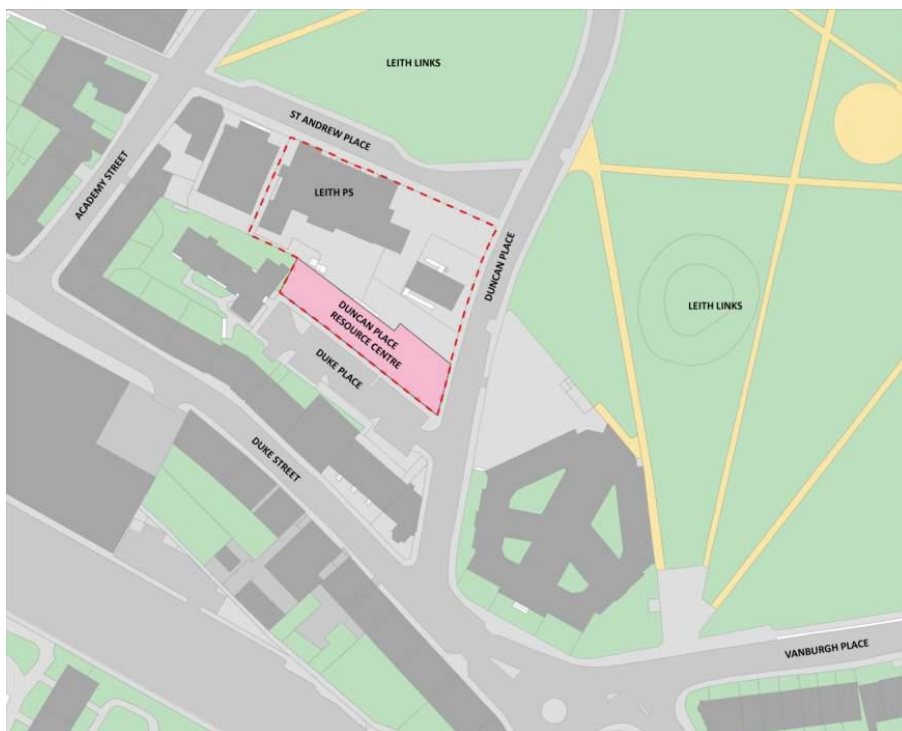 LEITH LINKS
ST ANDREW PLACE
ACADEMY STREET
LEITH PS
DUNCAN PLACE
LEITH LINKS
DUNCAN PLACE
RESOURCE CENTRE
DUKE PLACE
DUKE STREET
VANBURGH PLACE